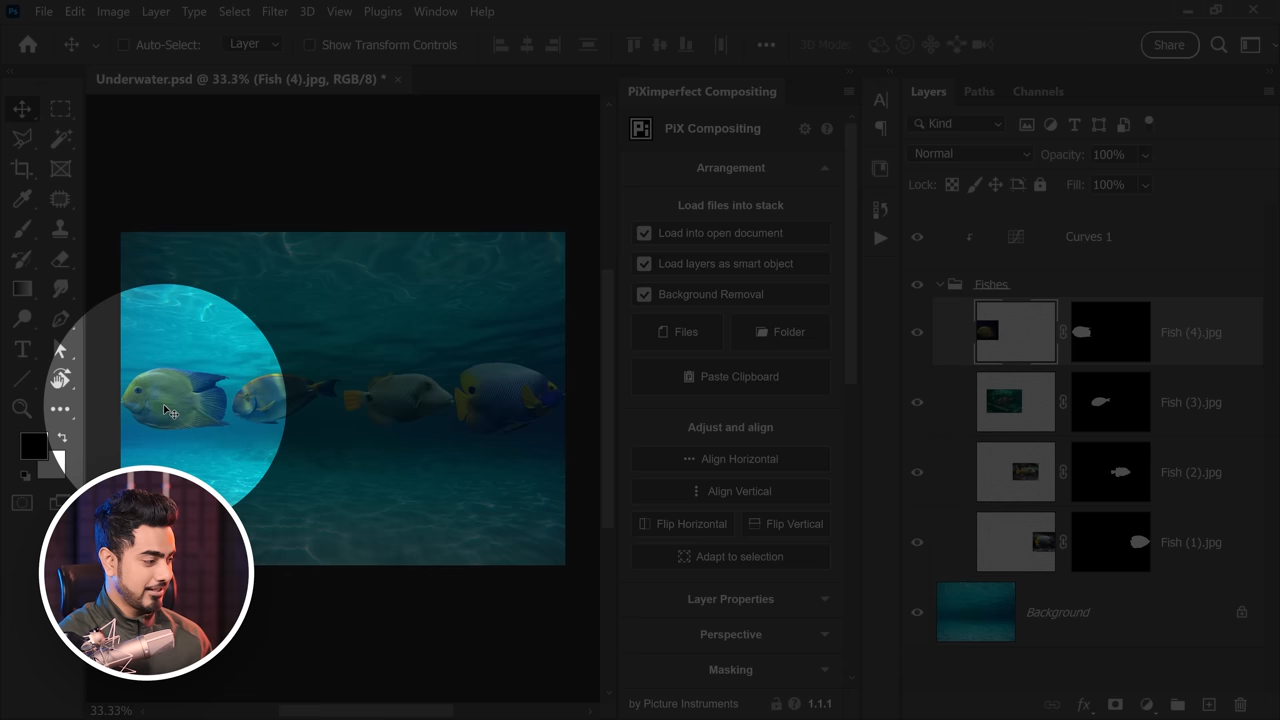 Ps File Edit Image Layer Type Select Filter 3D View Plugins Window Help
Auto-Select: Layer Show Transform Controls 3D Mode: Share
Underwater.psd @ 33.3% (Fish (4).jpg, RGB/8) *
PiXimperfect Compositing
Pi PiX Compositing
Arrangement
Load files into stack
Load into open document
Load layers as smart object
Background Removal
Files Folder
Paste Clipboard
Adjust and align
Align Horizontal
Align Vertical
Flip Horizontal Flip Vertical
Adapt to selection
Layer Properties
Perspective
Masking
by Picture Instruments 1.1.1
Layers Paths Channels
Kind
Normal Opacity: 100%
Lock: Fill: 100%
Curves 1
Fishes
Fish (4).jpg
Fish (3).jpg
Fish (2).jpg
Fish (1).jpg
Background
fx
33.33%